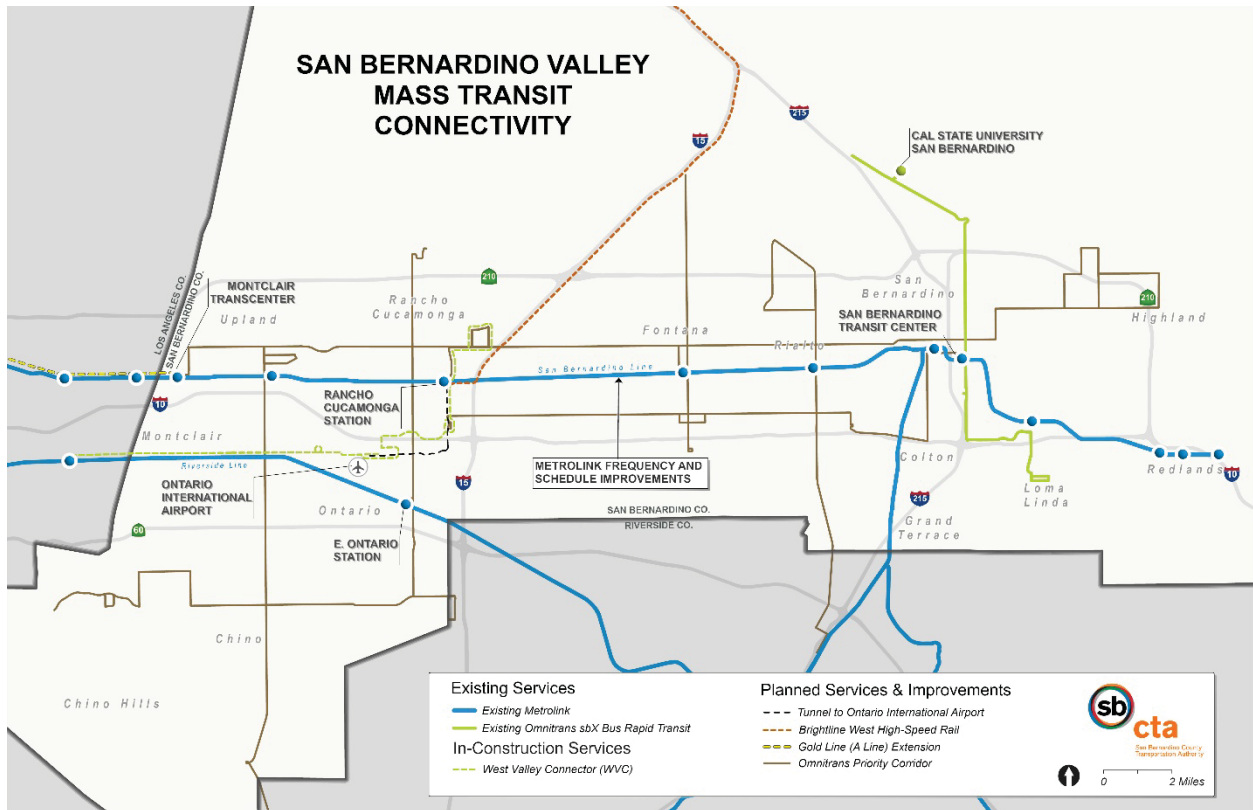 SAN BERNARDINO VALLEY
MASS TRANSIT
CONNECTIVITY
15
215
CAL STATE UNIVERSITY
SAN BERNARDINO
LOS ANGELES CO.
SAN BERNARDINO CO.
MONTCLAIR
TRANSCENTER
Upland
Rancho
Cucamonga
210
San
Bernardino
SAN BERNARDINO
TRANSIT CENTER
210
Highland
Fontana
Rialto
San Bernardino Line
10
RANCHO
CUCAMONGA
STATION
Montclair
Riverside Line
METROLINK FREQUENCY AND
SCHEDULE IMPROVEMENTS
Colton
Redlands
10
ONTARIO
INTERNATIONAL
AIRPORT
15
Loma
Linda
215
Ontario
SAN BERNARDINO CO.
RIVERSIDE CO.
Grand
Terrace
60
E. ONTARIO
STATION
Chino
Chino Hills
Existing Services
Existing Metrolink
Existing Omnitrans sbX Bus Rapid Transit
In-Construction Services
West Valley Connector (WVC)
Planned Services & Improvements
Tunnel to Ontario International Airport
Brightline West High-Speed Rail
Gold Line (A Line) Extension
Omnitrans Priority Corridor
sb
cta
San Bernardino County
Transportation Authority
0 2 Miles